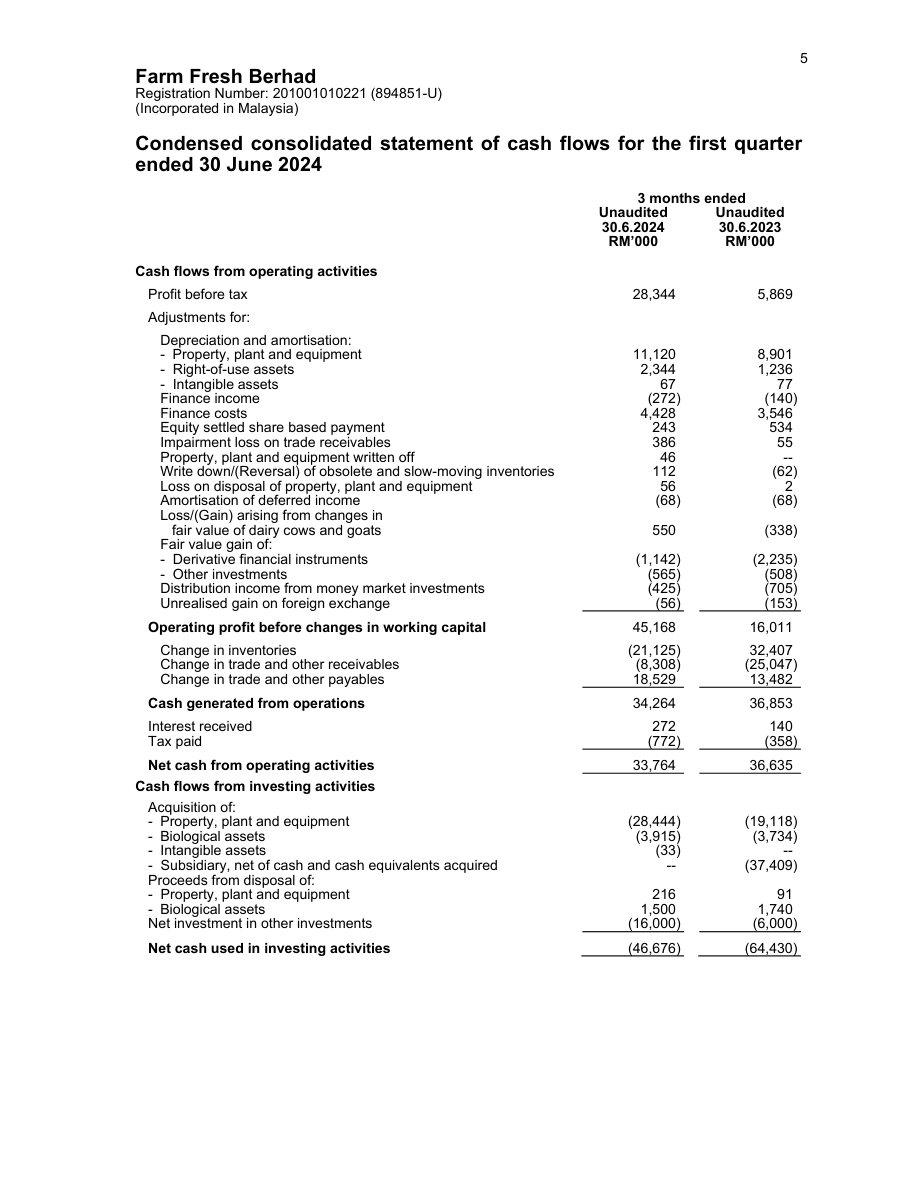 5
Farm Fresh Berhad
Registration Number: 201001010221 (894851-U)
(Incorporated in Malaysia)
Condensed consolidated statement of cash flows for the first quarter
ended 30 June 2024
3 months ended
Unaudited Unaudited
30.6.2024 30.6.2023
RM’000 RM’000
Cash flows from operating activities
Profit before tax 28,344 5,869
Adjustments for:
Depreciation and amortisation:
- Property, plant and equipment 11,120 8,901
- Right-of-use assets 2,344 1,236
- Intangible assets 67 77
Finance income (272) (140)
Finance costs 4,428 3,546
Equity settled share based payment 243 534
Impairment loss on trade receivables 386 55
Property, plant and equipment written off 46 --
Write down/(Reversal) of obsolete and slow-moving inventories 112 (62)
Loss on disposal of property, plant and equipment 56 2
Amortisation of deferred income (68) (68)
Loss/(Gain) arising from changes in
fair value of dairy cows and goats 550 (338)
Fair value gain of:
- Derivative financial instruments (1,142) (2,235)
- Other investments (565) (508)
Distribution income from money market investments (425) (705)
Unrealised gain on foreign exchange (56) (153)
Operating profit before changes in working capital 45,168 16,011
Change in inventories (21,125) 32,407
Change in trade and other receivables (8,308) (25,047)
Change in trade and other payables 18,529 13,482
Cash generated from operations 34,264 36,853
Interest received 272 140
Tax paid (772) (358)
Net cash from operating activities 33,764 36,635
Cash flows from investing activities
Acquisition of:
- Property, plant and equipment (28,444) (19,118)
- Biological assets (3,915) (3,734)
- Intangible assets (33) --
- Subsidiary, net of cash and cash equivalents acquired -- (37,409)
Proceeds from disposal of:
- Property, plant and equipment 216 91
- Biological assets 1,500 1,740
Net investment in other investments (16,000) (6,000)
Net cash used in investing activities (46,676) (64,430)